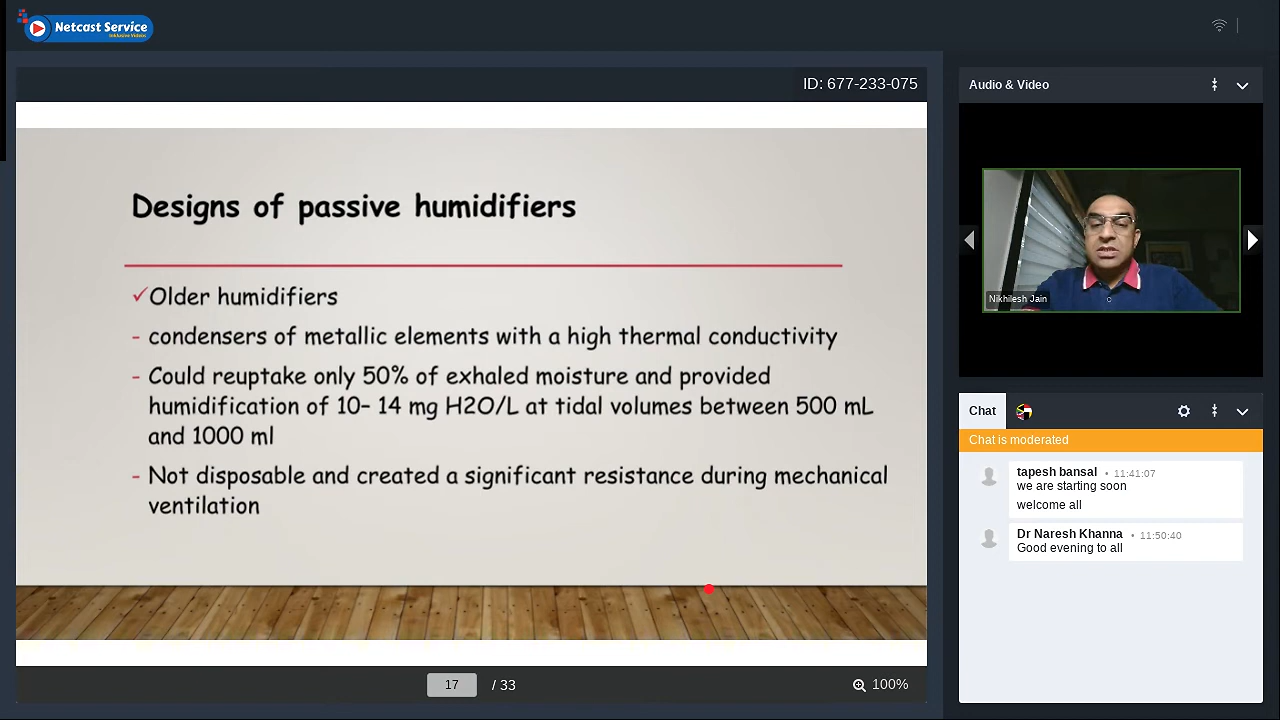 Netcast Service
Inklusive Videos
ID: 677-233-075
Designs of passive humidifiers
✓Older humidifiers
- condensers of metallic elements with a high thermal conductivity
- Could reuptake only 50% of exhaled moisture and provided
humidification of 10– 14 mg H2O/L at tidal volumes between 500 mL
and 1000 ml
- Not disposable and created a significant resistance during mechanical
ventilation
17 / 33
100%
Audio & Video
Nikhilesh Jain
Chat
Chat is moderated
tapesh bansal • 11:41:07
we are starting soon
welcome all
Dr Naresh Khanna • 11:50:40
Good evening to all